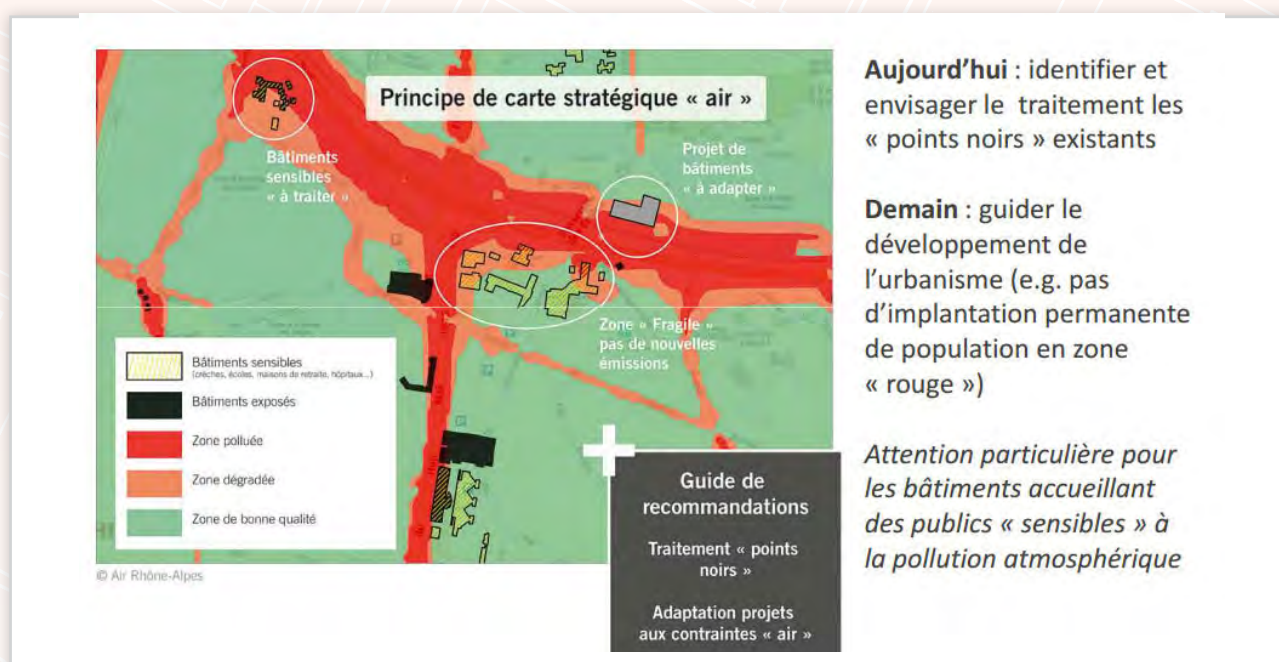 Principe de carte stratégique « air »
Bâtiments
sensibles
« à traiter »
Projet de
bâtiments
« à adapter »
Zone « Fragile »
pas de nouvelles
émissions
Bâtiments sensibles
(crèches, écoles, maisons de retraite, hôpitaux...)
Bâtiments exposés
Zone polluée
Zone dégradée
Zone de bonne qualité
© Air Rhône-Alpes
Guide de
recommandations
Traitement « points
noirs »
Adaptation projets
aux contraintes « air »
Aujourd’hui : identifier et
envisager le traitement les
« points noirs » existants
Demain : guider le
développement de
l’urbanisme (e.g. pas
d’implantation permanente
de population en zone
« rouge »)
Attention particulière pour
les bâtiments accueillant
des publics « sensibles » à
la pollution atmosphérique